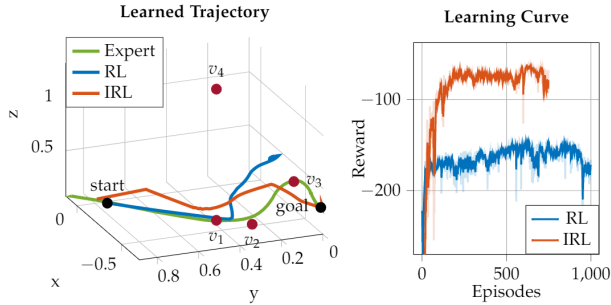 Learned Trajectory
Expert
RL
IRL
v4
1
z
0.5
start
v3
goal
v1
v2
0
−0.5
x
0.8
0.6
0.4
0.2
0
y
Learning Curve
−100
Reward
−200
RL
IRL
0
500
1,000
Episodes